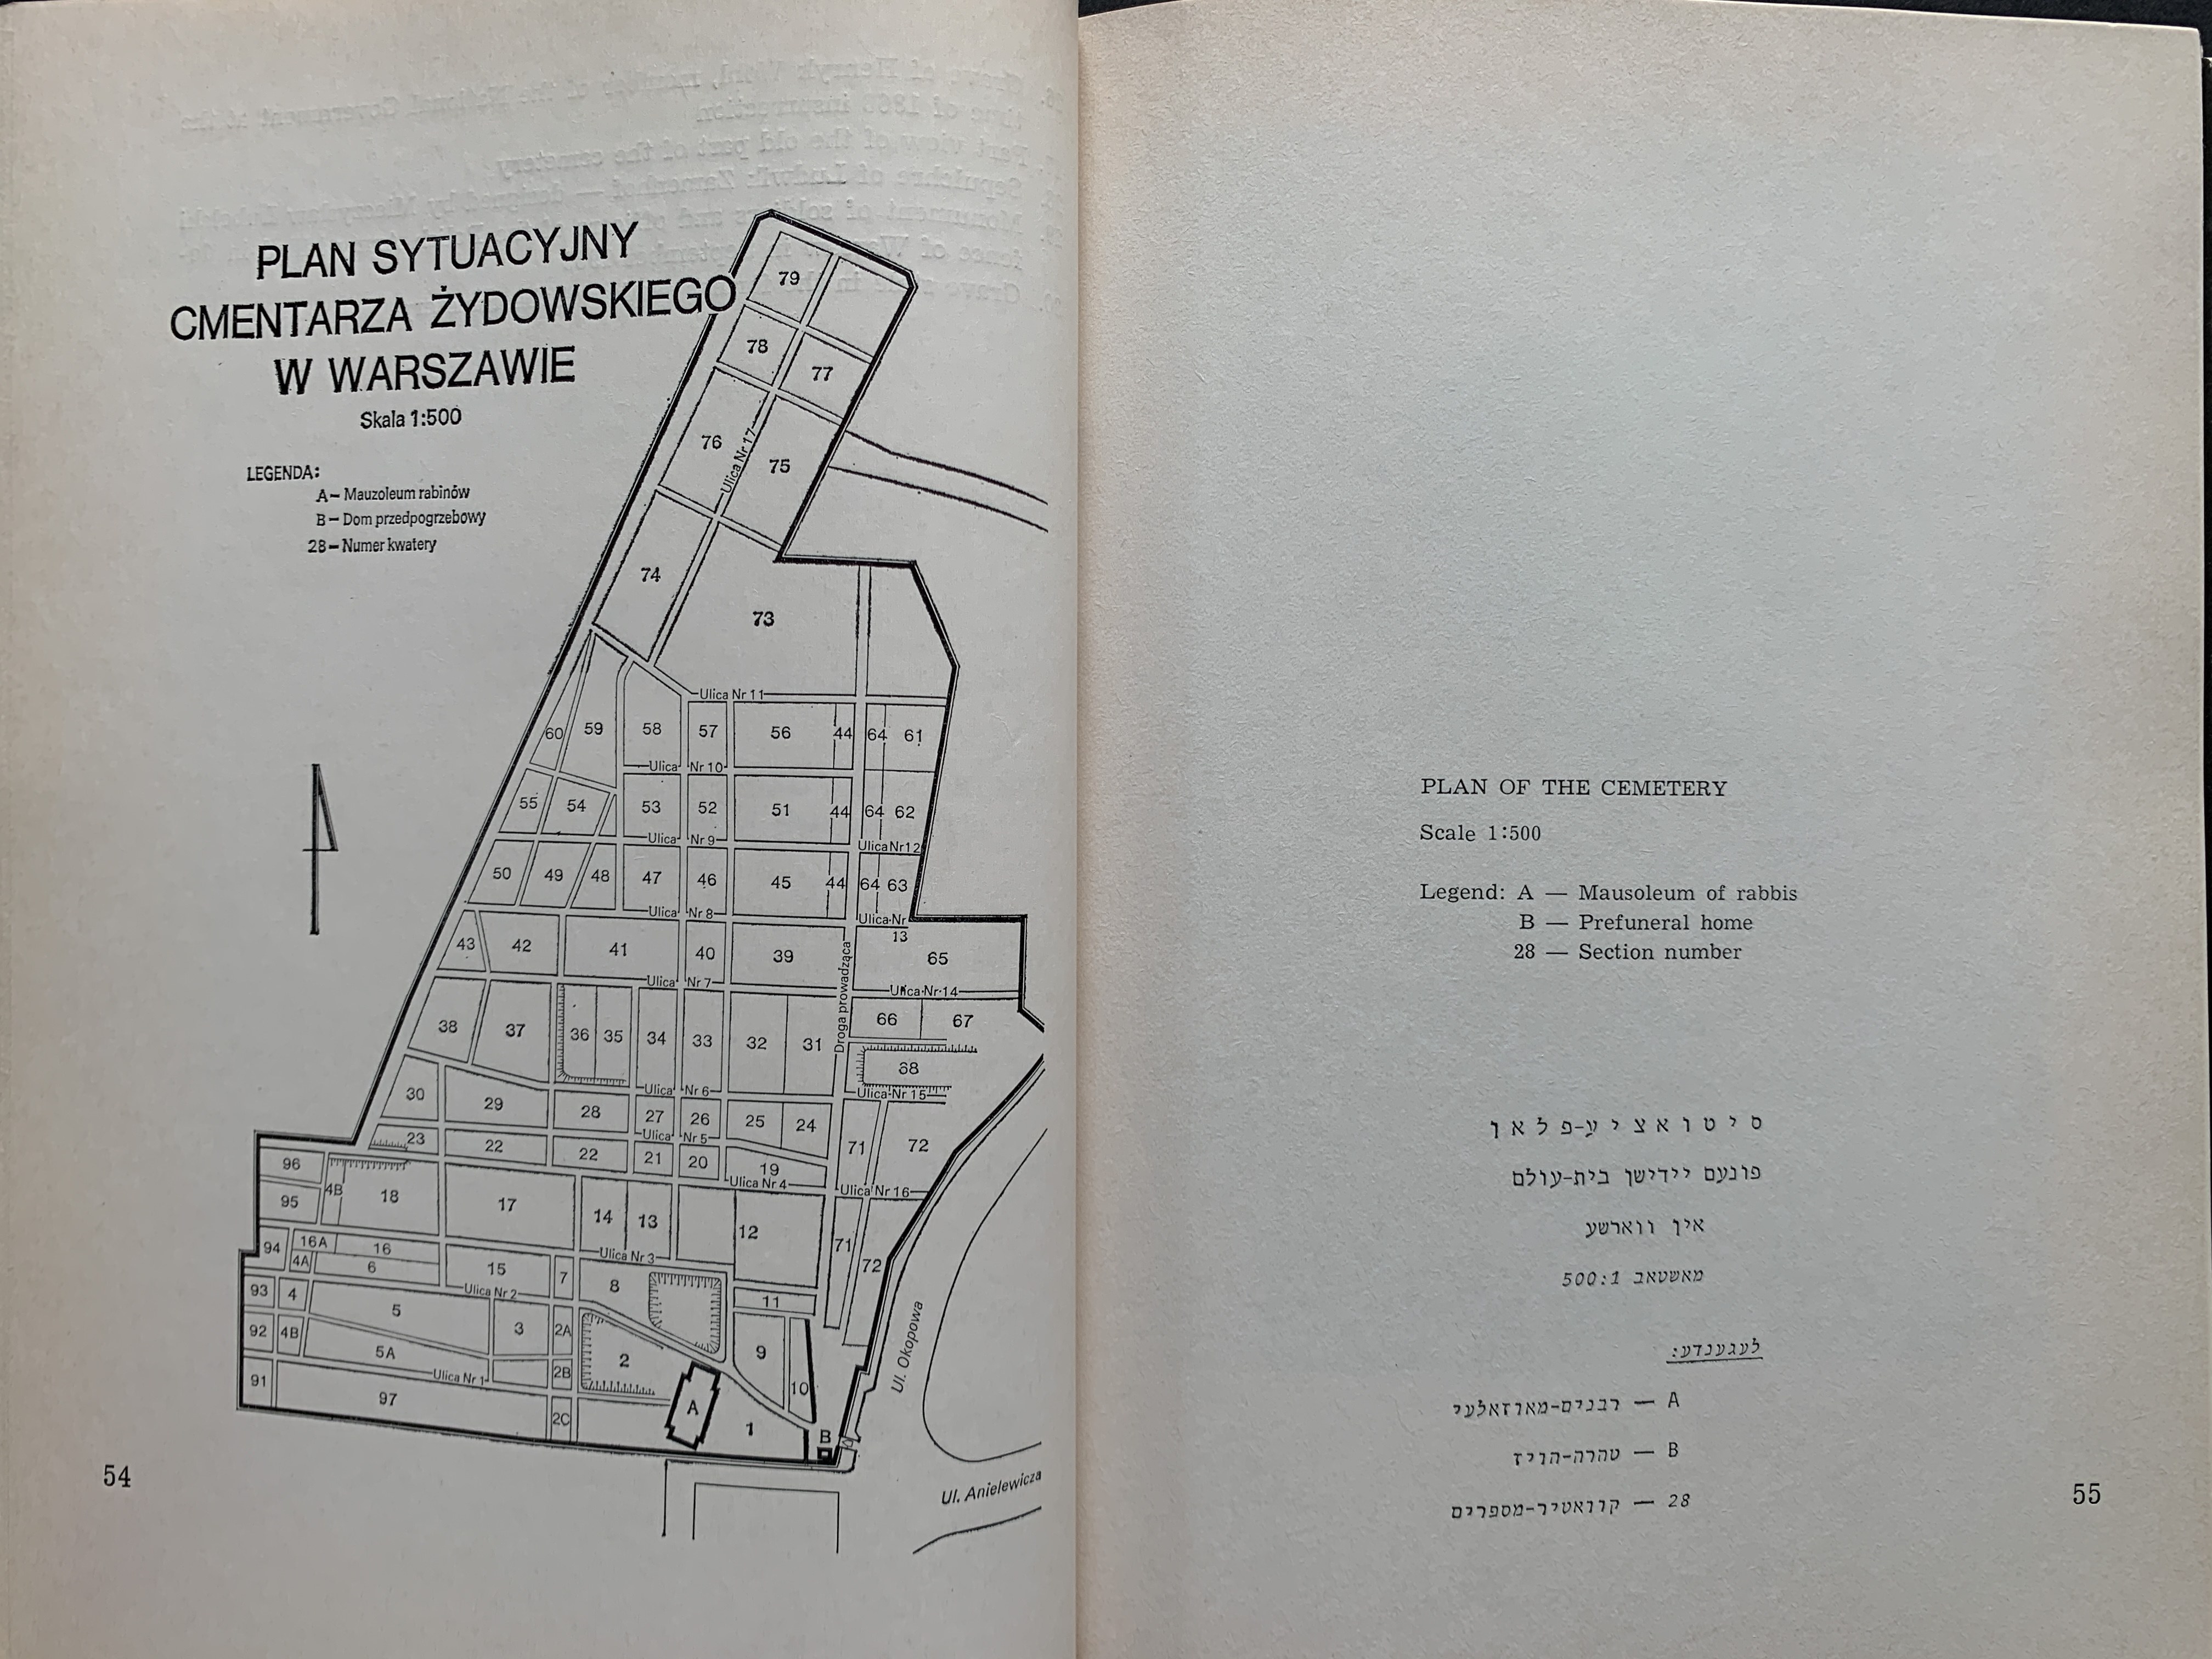 PLAN SYTUACYJNY
CMENTARZA ŻYDOWSKIEGO
W WARSZAWIE
Skala 1:500
LEGENDA:
A – Mauzoleum rabinów
B – Dom przedpogrzebowy
28 – Numer kwatery
79
78
77
76
Ulica Nr 17
75
74
73
Ulica Nr 11
60 59 58 57 56 44 64 61
Ulica Nr 10
55 54 53 52 51 44 64 62
Ulica Nr 9
Ulica Nr 12
50 49 48 47 46 45 44 64 63
Ulica Nr 8
Ulica Nr 13
43 42 41 40 39 65
Droga prowadząca
Ulica Nr 7
Ulica Nr 14
38 37 36 35 34 33 32 31 66 67
68
Ulica Nr 6
Ulica Nr 15
30 29 28 27 26 25 24
Ulica Nr 5
71 72
23 22 22 21 20 19
Ulica Nr 4
Ulica Nr 16
96 4B 18 17 14 13 12
95
71 72
94 16A 16
4A 6 15 7 8
Ulica Nr 3
93 4 5
Ulica Nr 2
11
92 4B 5A 3 2A 2 9
91 97
Ulica Nr 1
2B
10
2C A 1 B
Ul. Okopowa
Ul. Anielewicza
54
PLAN OF THE CEMETERY
Scale 1:500
Legend: A — Mausoleum of rabbis
B — Prefuneral home
28 — Section number
סיטואציע-פלאן
פונעם יידישן בית-עולם
אין ווארשע
מאשטאב 1:500
לעגענדע:
A — רבנים-מאוזאלעי
B — טהרה-הויז
28 — קוואטיר-מספרים
55